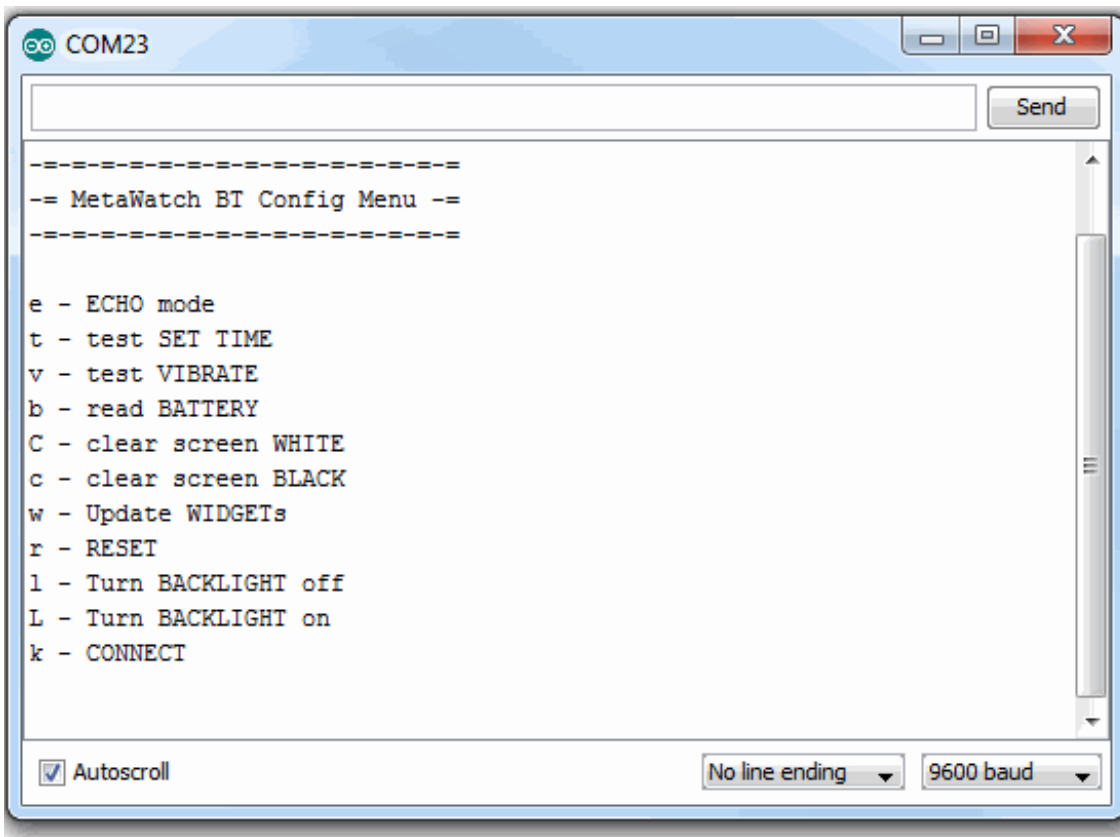 COM23
Send
-=-=-=-=-=-=-=-=-=-=-=-=-=-=-=
-= MetaWatch BT Config Menu -=
-=-=-=-=-=-=-=-=-=-=-=-=-=-=-=
e - ECHO mode
t - test SET TIME
v - test VIBRATE
b - read BATTERY
C - clear screen WHITE
c - clear screen BLACK
w - Update WIDGETs
r - RESET
l - Turn BACKLIGHT off
L - Turn BACKLIGHT on
k - CONNECT
Autoscroll
No line ending
9600 baud